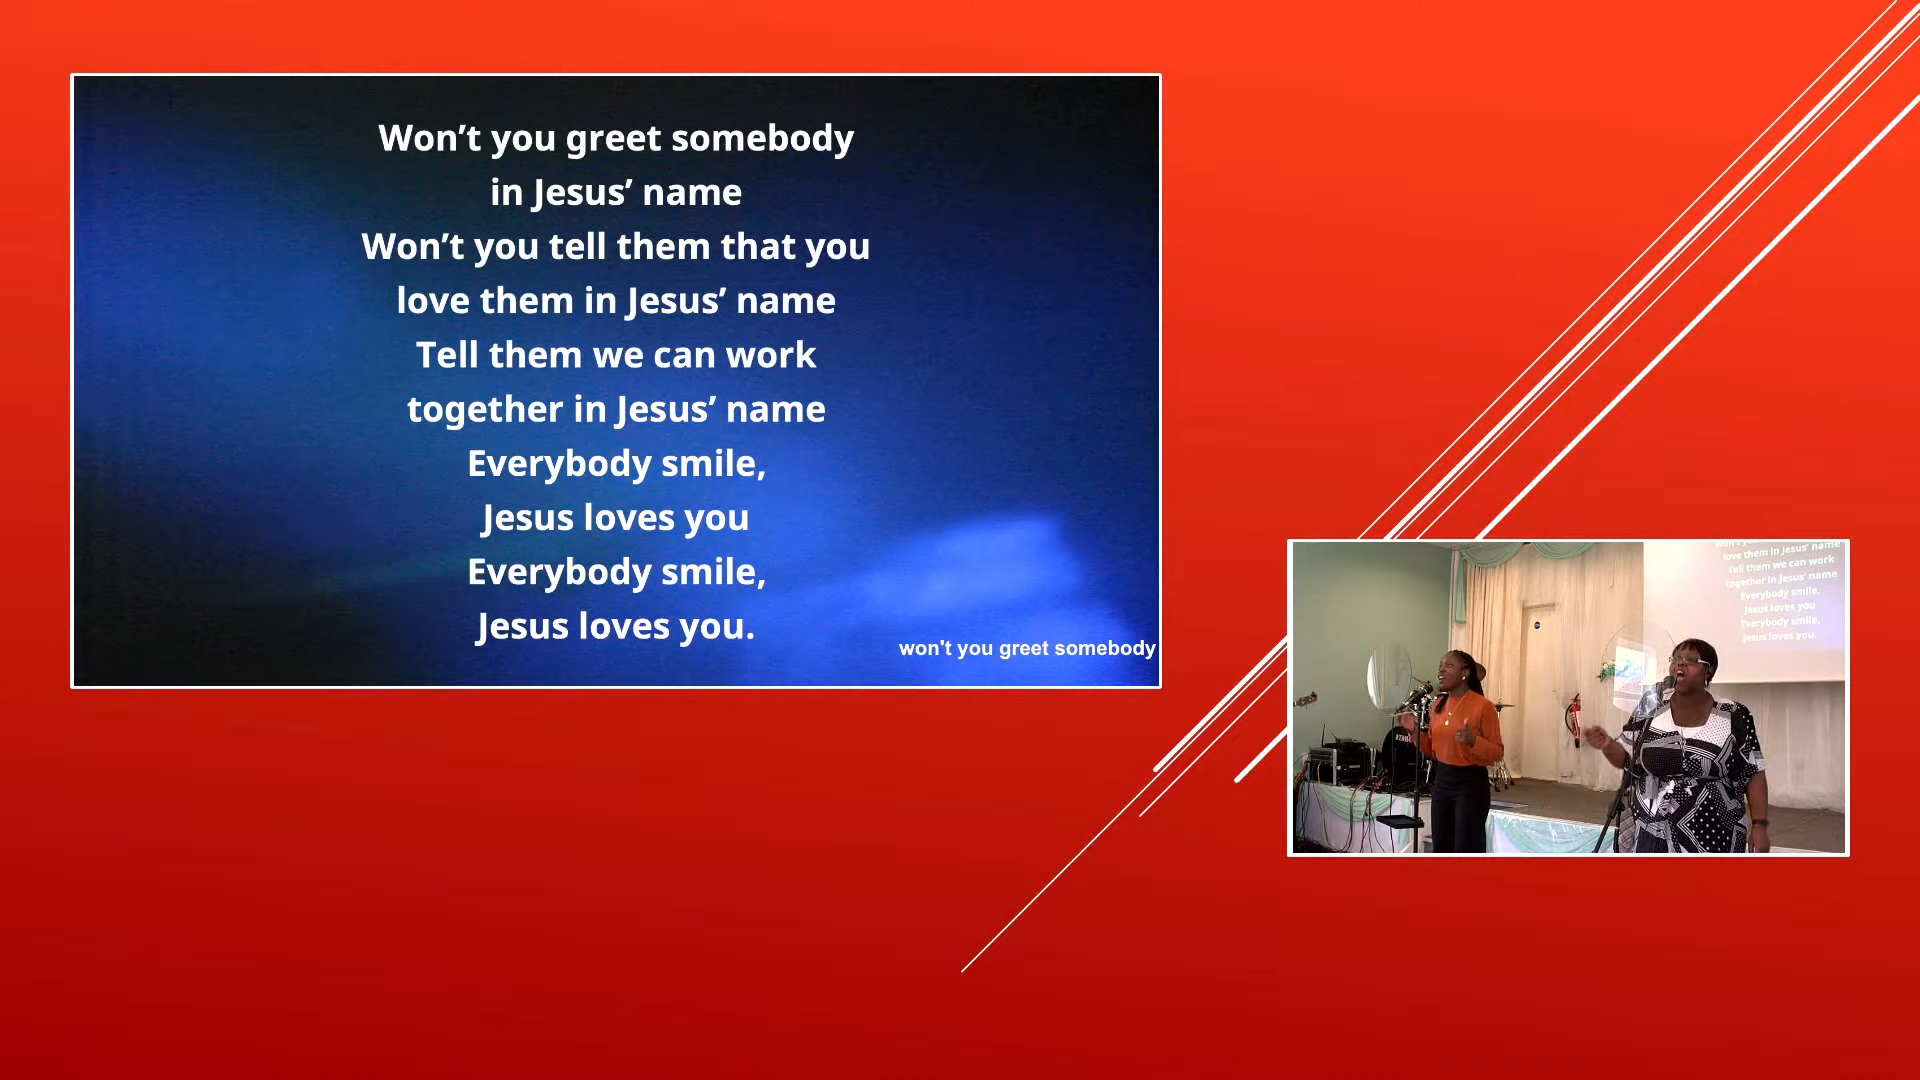 Won’t you greet somebody
in Jesus’ name
Won’t you tell them that you
love them in Jesus’ name
Tell them we can work
together in Jesus’ name
Everybody smile,
Jesus loves you
Everybody smile,
Jesus loves you.
won't you greet somebody
love them in Jesus’ name
Tell them we can work
together in Jesus’ name
Everybody smile,
Jesus loves you
Everybody smile,
Jesus loves you.